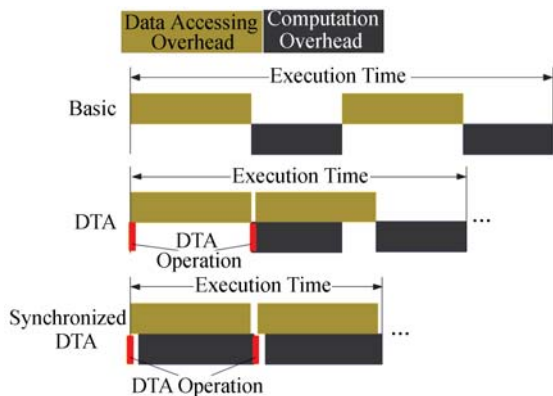 Data Accessing Overhead
Computation Overhead
Execution Time
Basic
Execution Time
DTA
DTA Operation
...
Execution Time
Synchronized DTA
...
DTA Operation